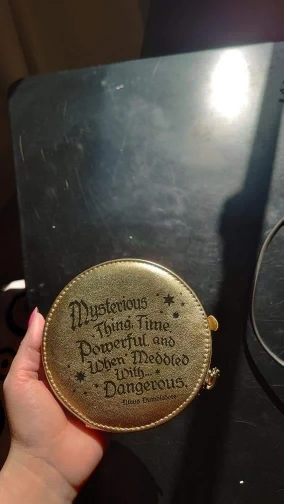 Mysterious
Thing, Time.
Powerful, and
When Meddled
With...
Dangerous.
-Albus Dumbledore